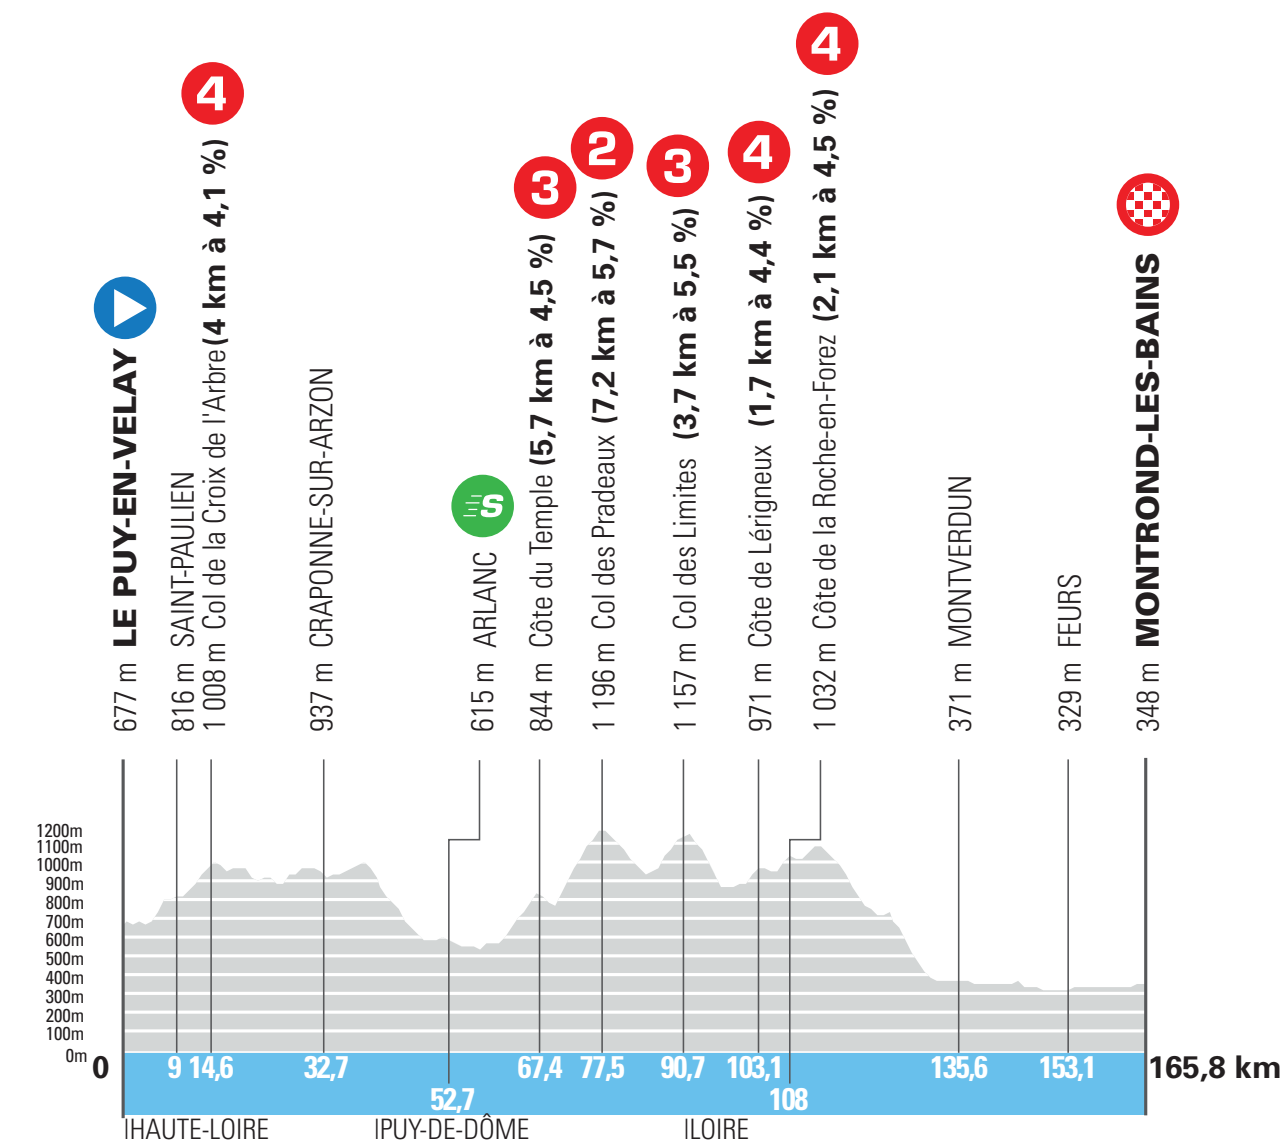 677 m LE PUY-EN-VELAY
816 m SAINT-PAULIEN
4
1 008 m Col de la Croix de l'Arbre (4 km à 4,1 %)
937 m CRAPONNE-SUR-ARZON
S
615 m ARLANC
3
844 m Côte du Temple (5,7 km à 4,5 %)
2
1 196 m Col des Pradeaux (7,2 km à 5,7 %)
3
1 157 m Col des Limites (3,7 km à 5,5 %)
4
971 m Côte de Lérigneux (1,7 km à 4,4 %)
4
1 032 m Côte de la Roche-en-Forez (2,1 km à 4,5 %)
371 m MONTVERDUN
329 m FEURS
348 m MONTROND-LES-BAINS
1200m
1100m
1000m
900m
800m
700m
600m
500m
400m
300m
200m
100m
0m
0 9 14,6 32,7 67,4 77,5 90,7 103,1 135,6 153,1 165,8 km
52,7 108
HAUTE-LOIRE PUY-DE-DÔME LOIRE